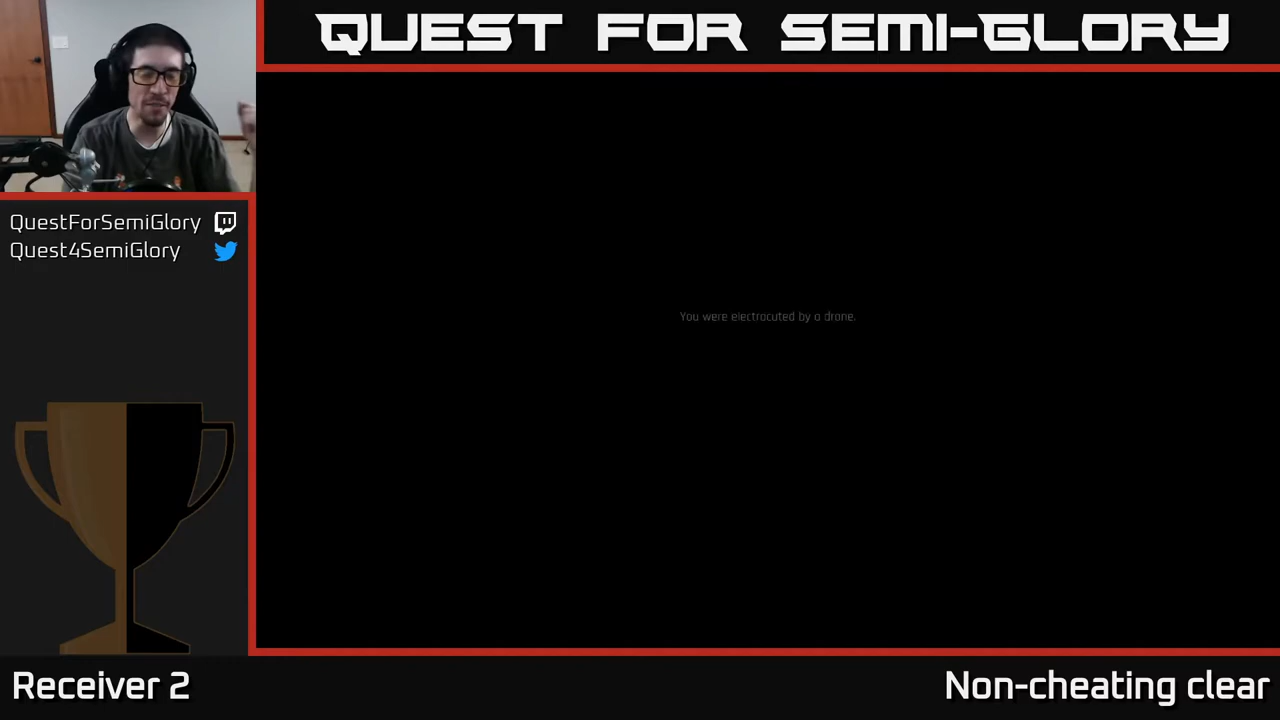 QUEST FOR SEMI-GLORY
QuestForSemiGlory
Quest4SemiGlory
You were electrocuted by a drone.
Receiver 2
Non-cheating clear